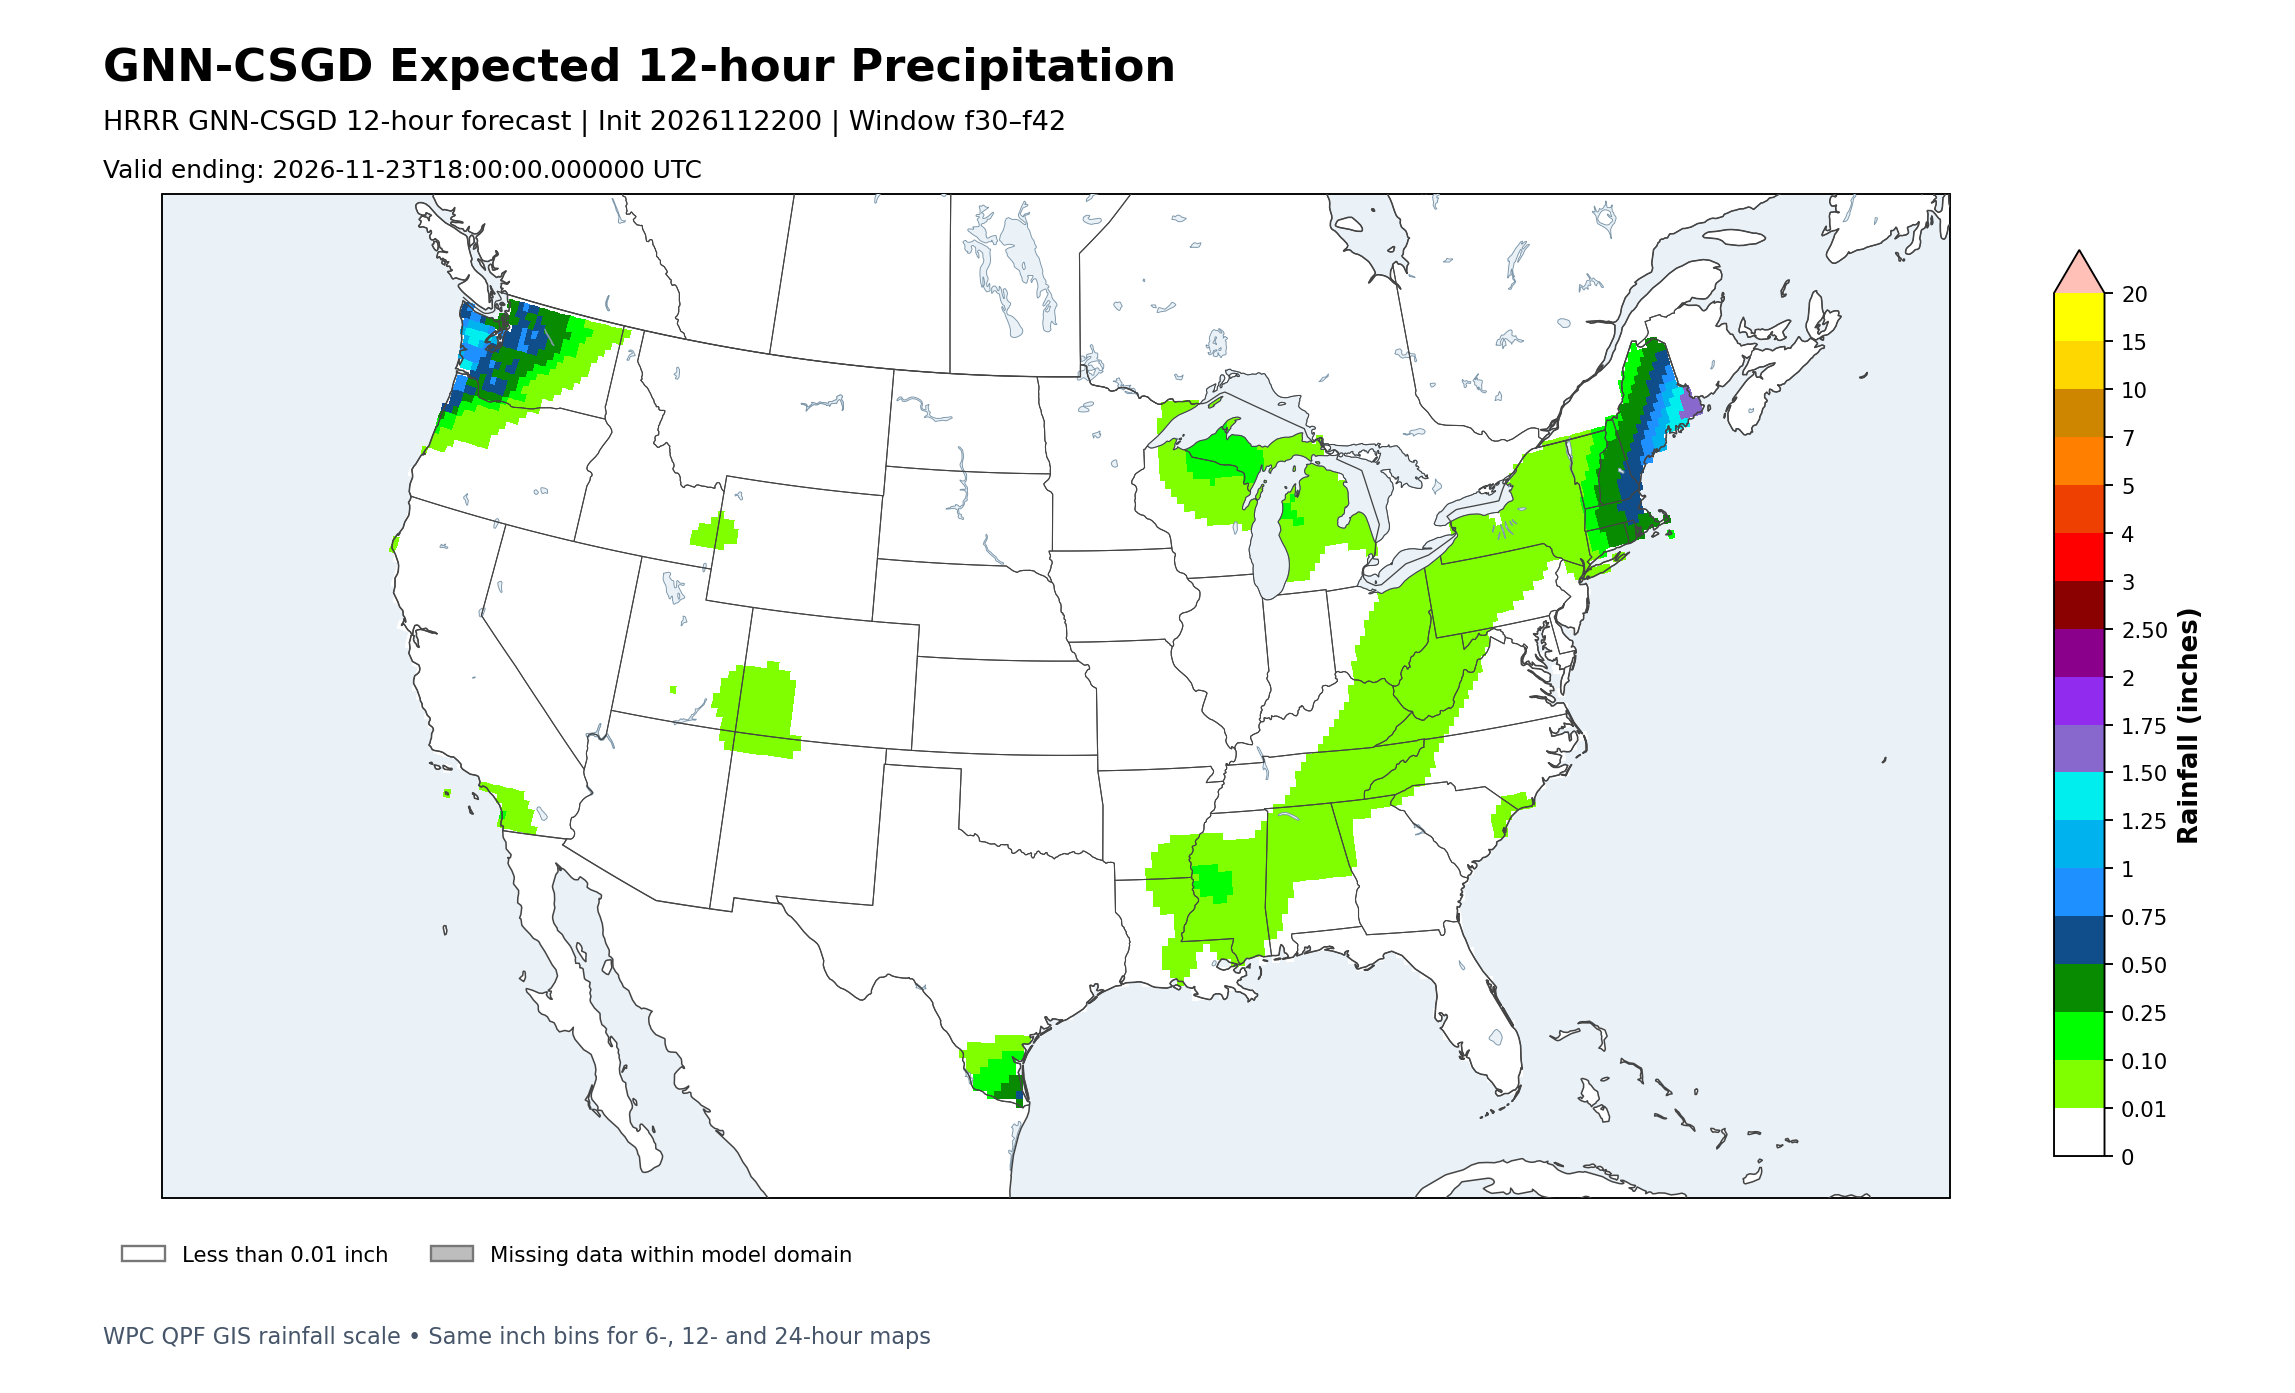 GNN-CSGD Expected 12-hour Precipitation
HRRR GNN-CSGD 12-hour forecast | Init 2026112200 | Window f30–f42
Valid ending: 2026-11-23T18:00:00.000000 UTC
20
15
10
7
5
4
3
2.50
2
1.75
1.50
1.25
1
0.75
0.50
0.25
0.10
0.01
0
Rainfall (inches)
Less than 0.01 inch
Missing data within model domain
WPC QPF GIS rainfall scale • Same inch bins for 6-, 12- and 24-hour maps